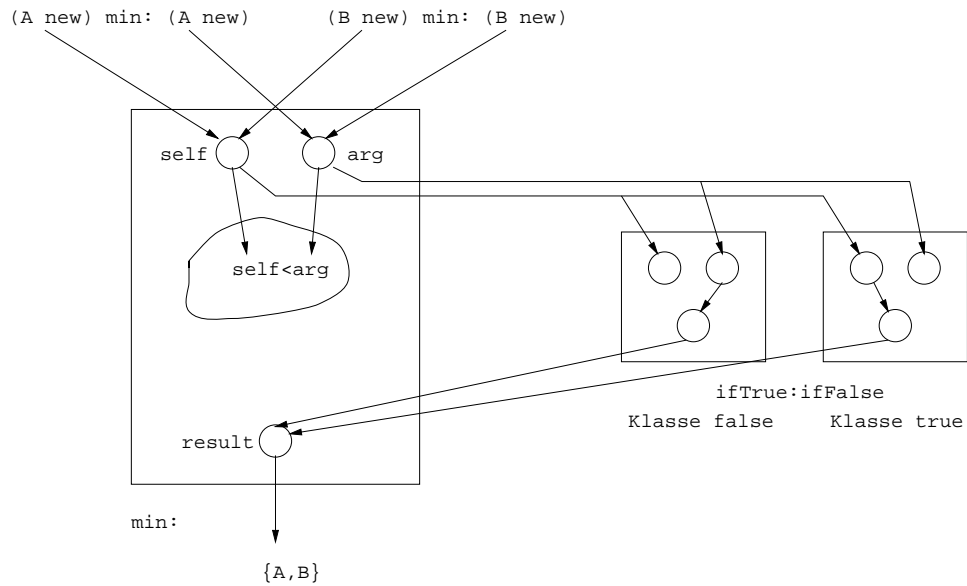 (A new) min: (A new) (B new) min: (B new)
self arg
self<arg
ifTrue:ifFalse
Klasse false Klasse true
result
min:
{A,B}